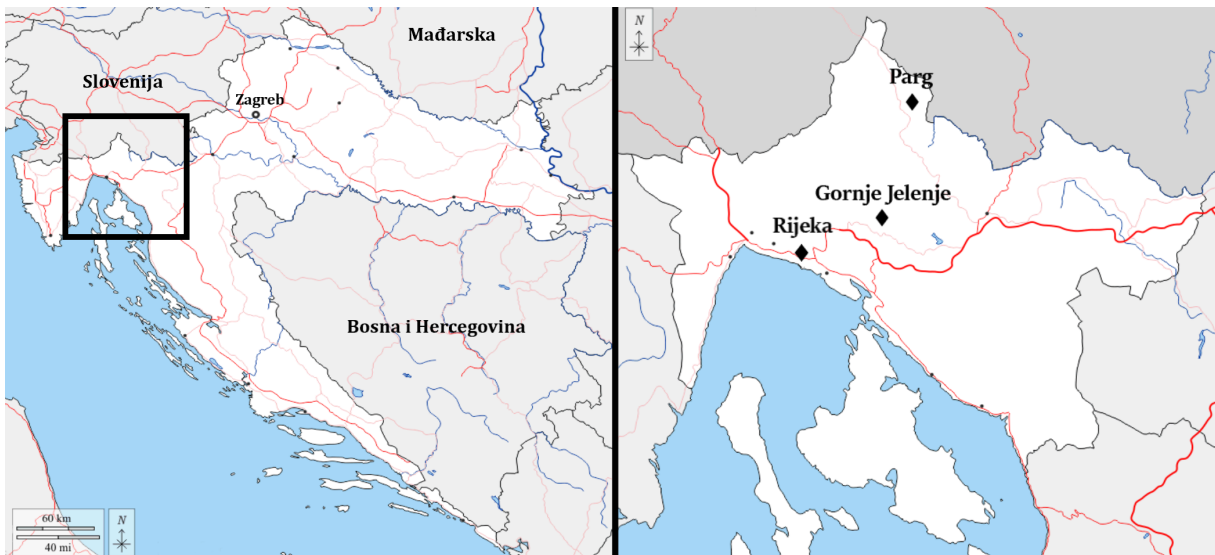 Mađarska
Slovenija
Zagreb
Bosna i Hercegovina
60 km
40 mi
N
N
Parg
Gornje Jelenje
Rijeka